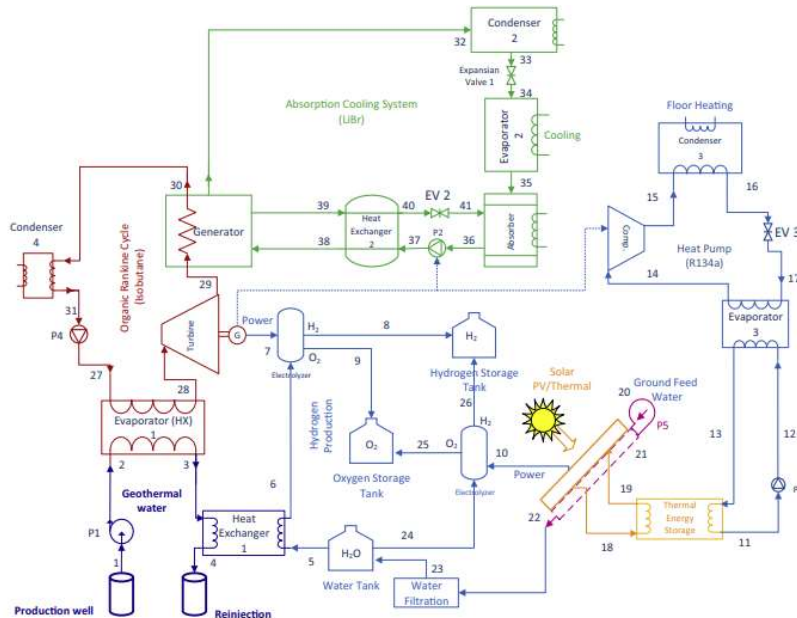 Condenser
2
32
33
Expansian
Valve 1
34
Absorption Cooling System
(LiBr)
Evaporator
2
Cooling
35
Floor Heating
Condenser
3
15
16
30
Generator
39
40
EV 2
41
Heat
Exchanger
2
38
37
P2
36
Absorber
Comp.
Heat Pump
(R134a)
EV 3
14
17
Condenser
4
Organic Rankine Cycle
(Isobutane)
29
31
P4
Turbine
G
Power
7
H₂
O₂
8
9
Electrolyzer
H₂
Hydrogen Storage
Tank
Evaporator
3
27
28
Evaporator (HX)
1
Hydrogen
Production
O₂
Oxygen Storage
Tank
25
26
H₂
O₂
10
Power
Electrolyzer
Solar
PV/Thermal
20
Ground Feed
Water
P5
21
13
12
2
3
Geothermal
water
6
P1
1
Heat
Exchanger
1
4
5
H₂O
Water Tank
24
23
Water
Filtration
22
19
18
Thermal
Energy
Storage
11
P
Production well
Reinjection